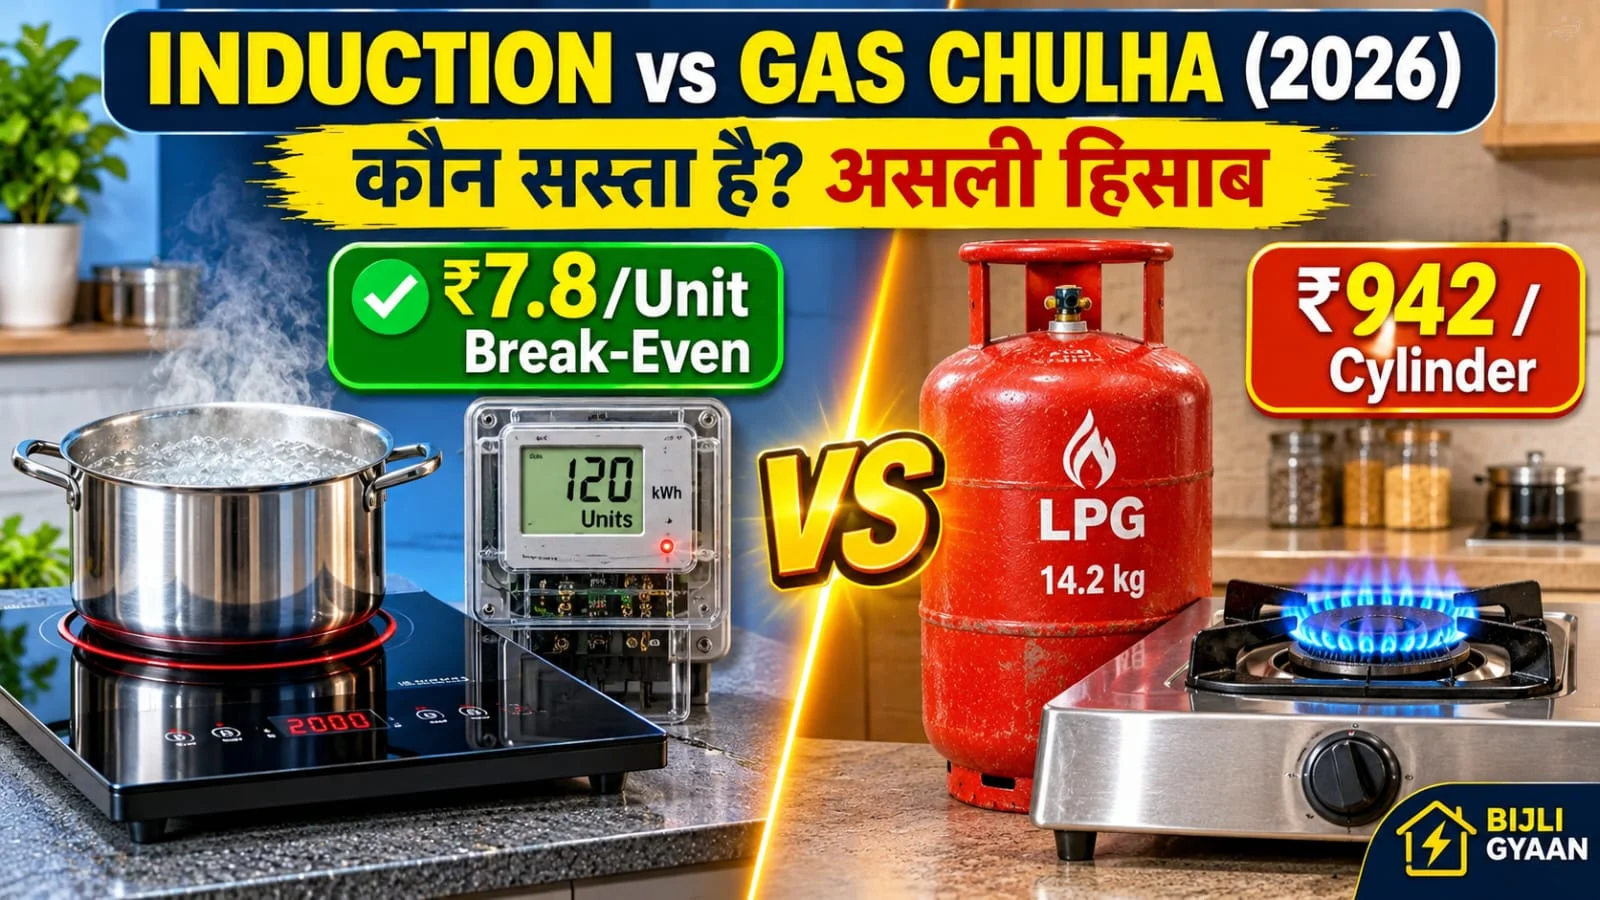 INDUCTION vs GAS CHULHA (2026)
कौन सस्ता है? असली हिसाब
₹7.8/Unit
Break-Even
₹942/
Cylinder
120 kWh
Units
VS
LPG
14.2 kg
2000
BIJLI
GYAAN